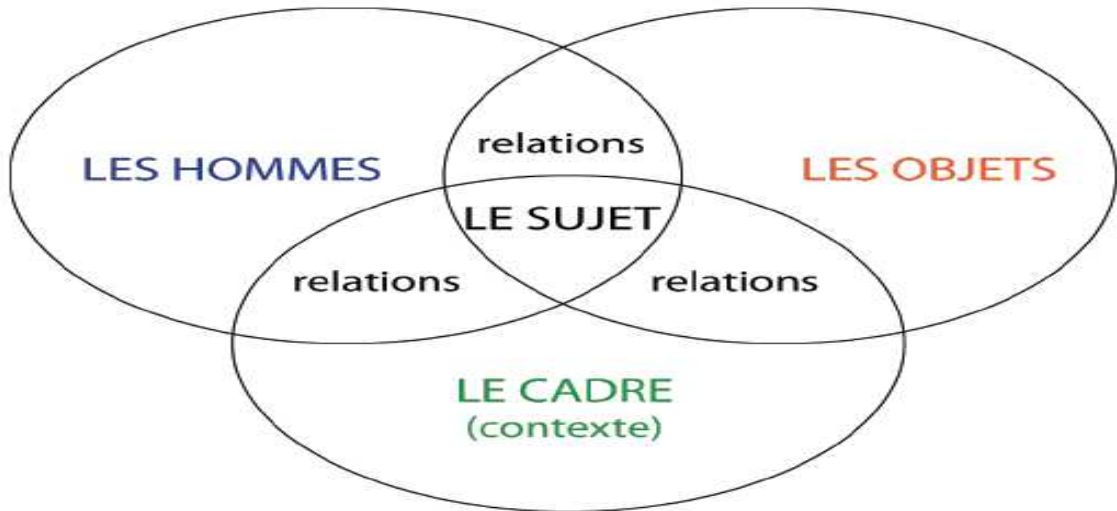 relations
LES HOMMES
LES OBJETS
LE SUJET
relations
relations
LE CADRE
(contexte)